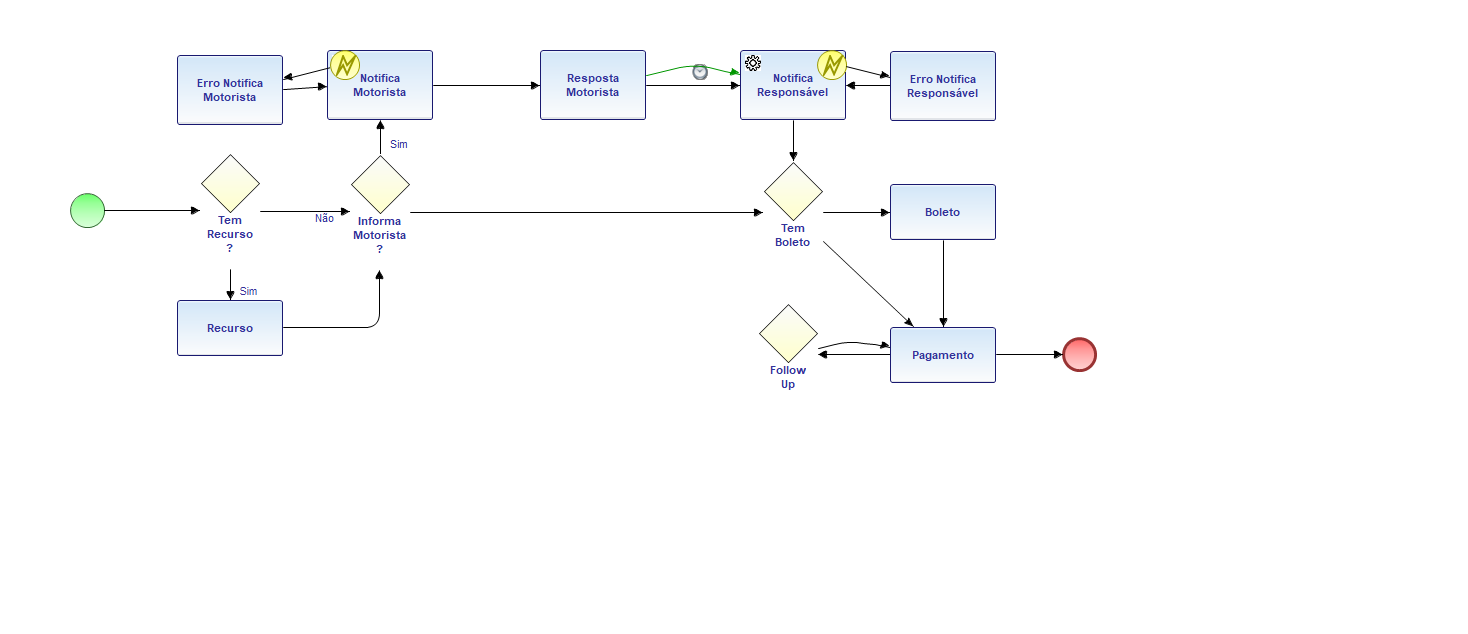 Erro Notifica
Motorista
Notifica
Motorista
Resposta
Motorista
Notifica
Responsável
Erro Notifica
Responsável
Sim
Tem
Recurso
?
Não
Informa
Motorista
?
Tem
Boleto
Boleto
Sim
Recurso
Follow
Up
Pagamento